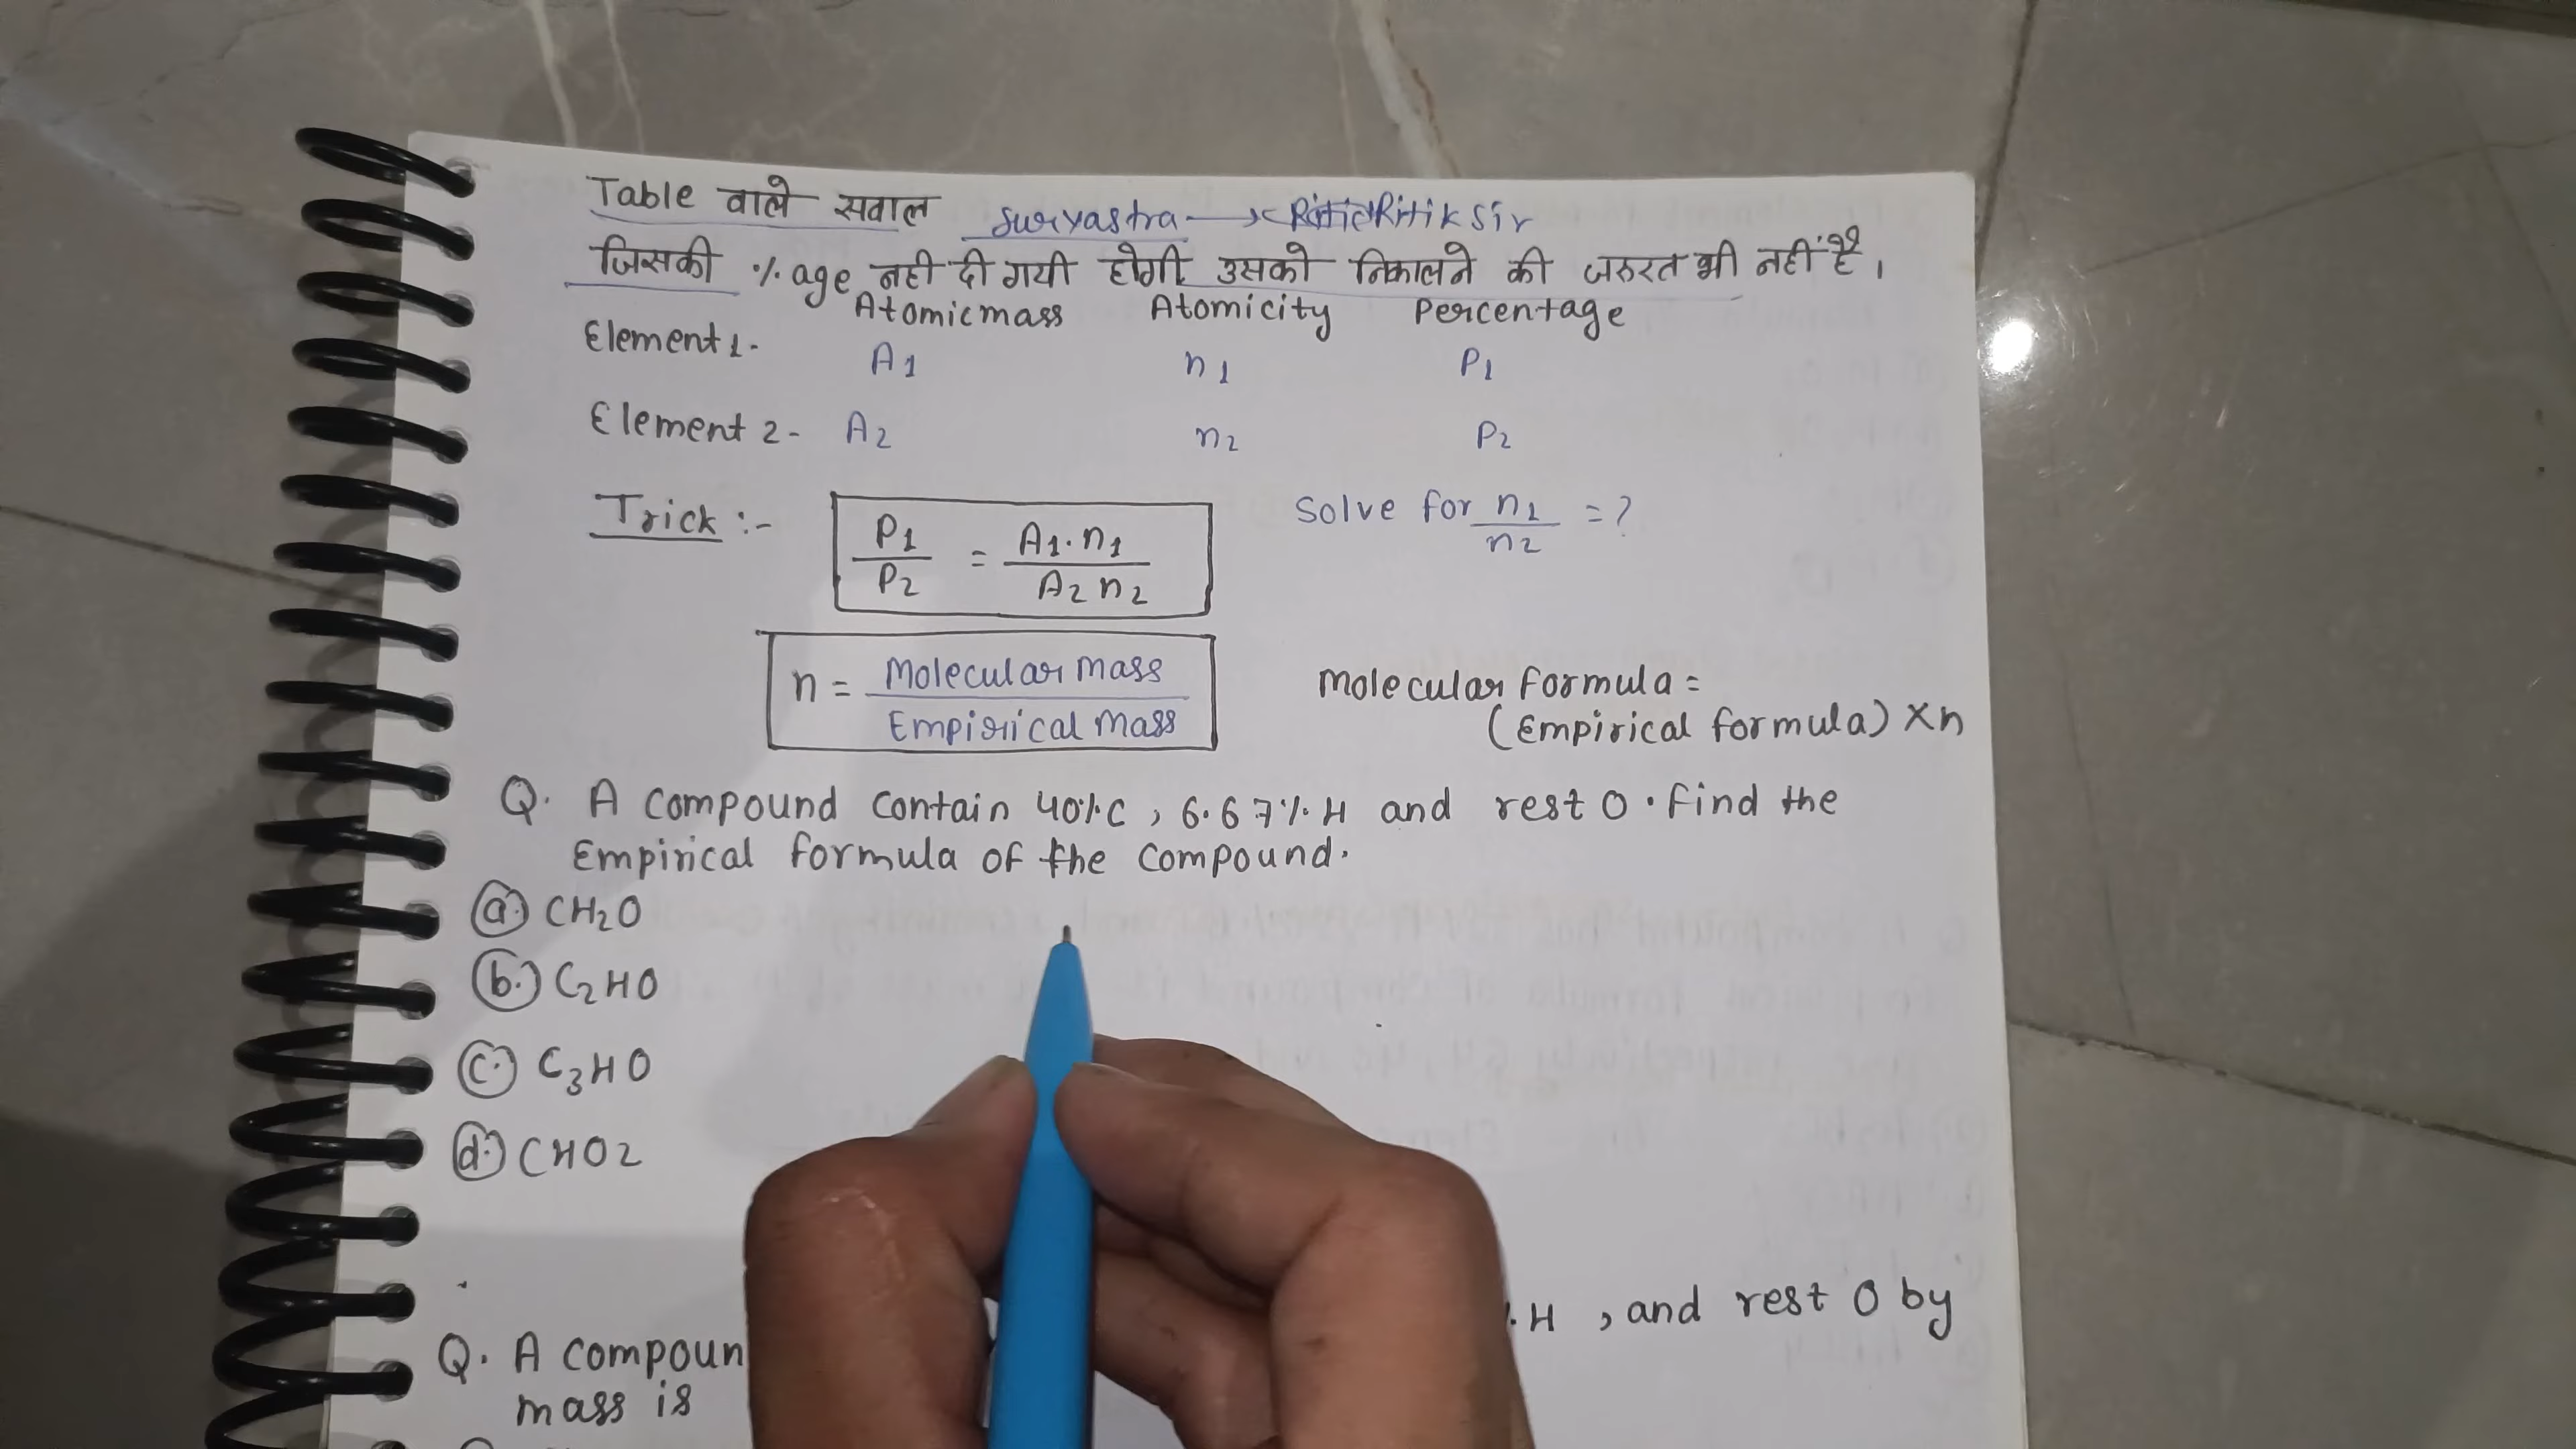 Table वाले सवाल suryastra → Ritik Sir
जिसकी %age नही दी गयी होगी उसको निकालने की जरुरत भी नहीं है।
Atomicmass Atomicity Percentage
Element 1- A1 n1 P1
Element 2- A2 n2 P2
Trick :- P1/P2 = A1·n1/A2 n2 Solve for n1/n2 = ?
n = Molecular mass/Empirical Mass
Molecular formula =
(Empirical formula) x n
Q. A compound contain 40%C, 6.67%H and rest O. Find the
Empirical formula of the compound.
(a.) CH2O
(b.) C2HO
(c.) C3HO
(d.) CHO2
Q. A compoun .H, and rest O by
mass is